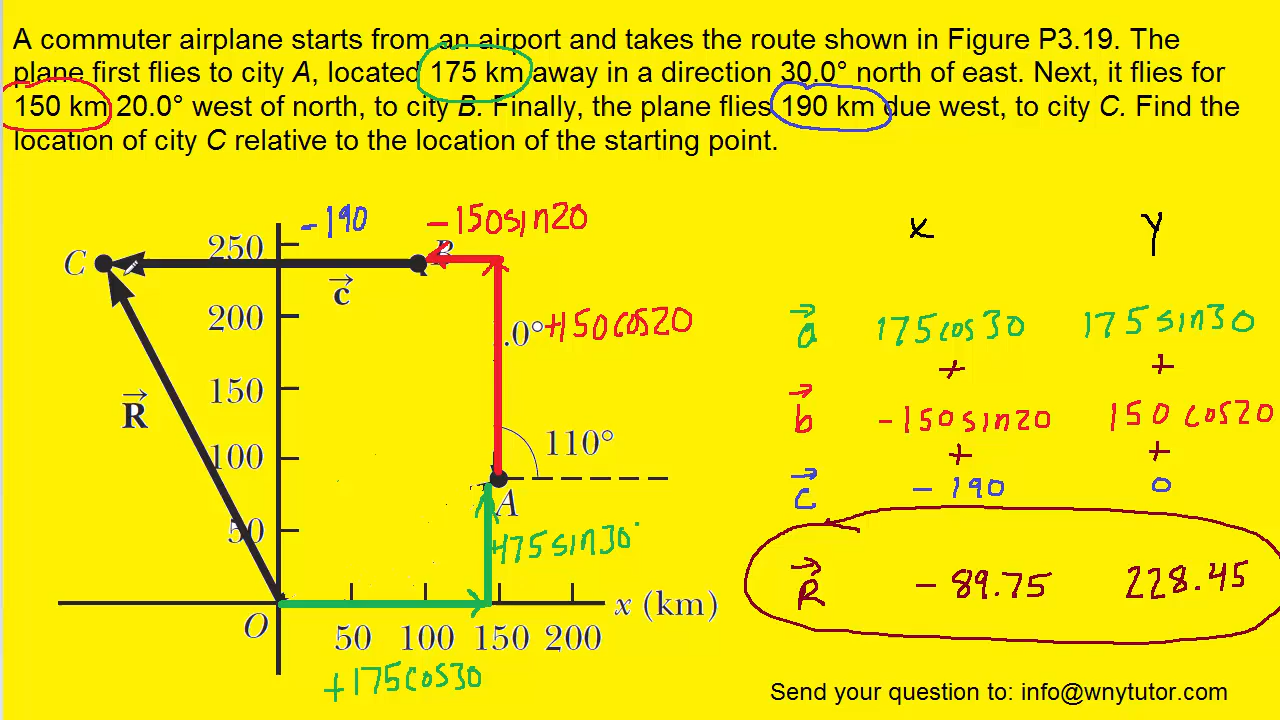 A commuter airplane starts from an airport and takes the route shown in Figure P3.19. The
plane first flies to city A, located 175 km away in a direction 30.0° north of east. Next, it flies for
150 km 20.0° west of north, to city B. Finally, the plane flies 190 km due west, to city C. Find the
location of city C relative to the location of the starting point.
-190
-150sin20
x
y
C
250
B
c
200
.0°
+150cos20
a
175cos30
175sin30
+
+
R
150
b
-150sin20
150cos20
100
110°
+
+
c
-190
0
A
50
+175sin30°
R
-89.75
228.45
O
50
100
150
200
x (km)
+175cos30
Send your question to: info@wnytutor.com